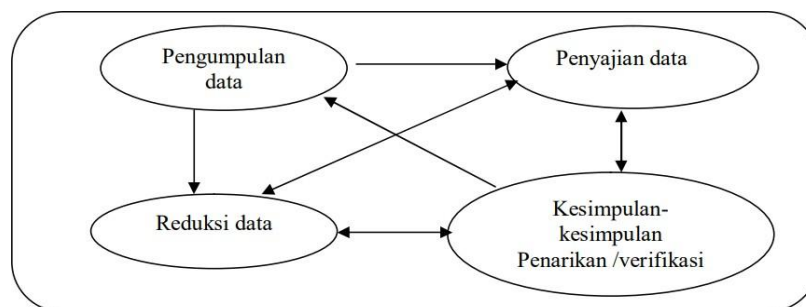 Pengumpulan
data
Penyajian data
Reduksi data
Kesimpulan-
kesimpulan
Penarikan /verifikasi